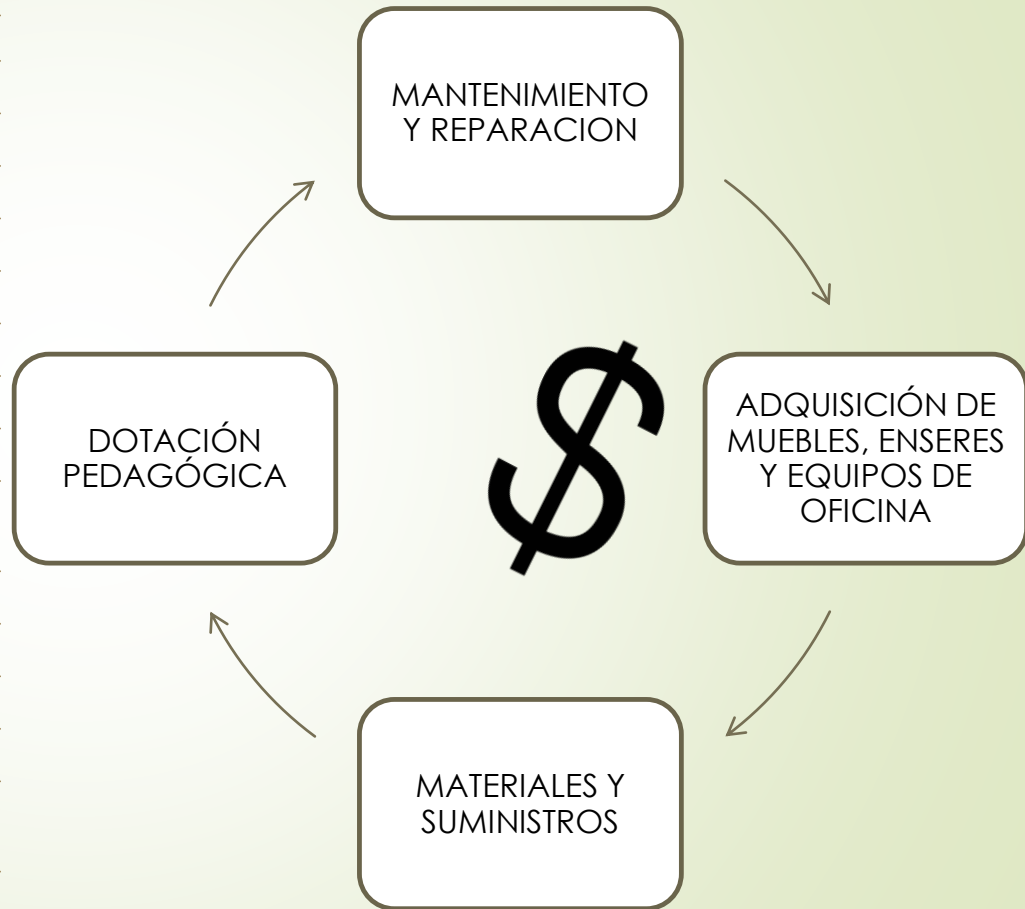 MANTENIMIENTO
Y REPARACION
ADQUISICIÓN DE
MUEBLES, ENSERES
Y EQUIPOS DE
OFICINA
MATERIALES Y
SUMINISTROS
DOTACIÓN
PEDAGÓGICA
$